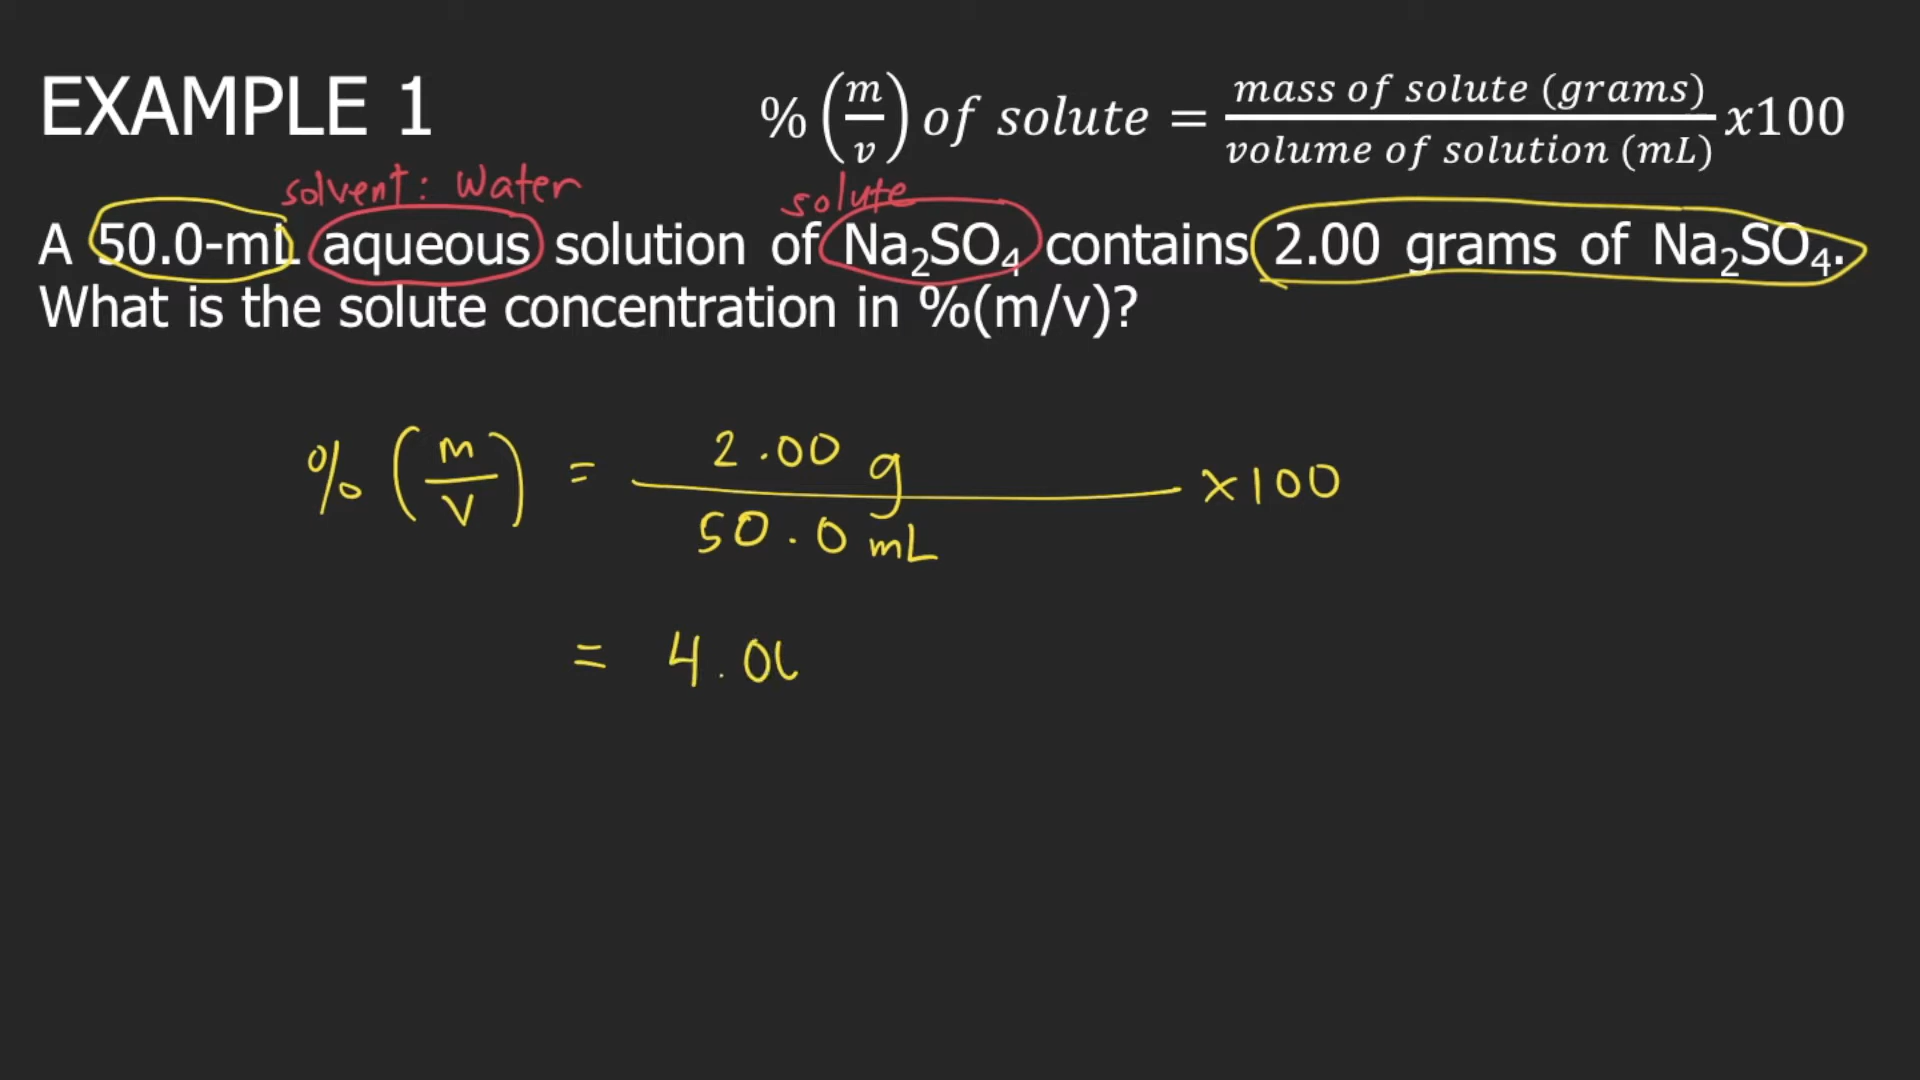 EXAMPLE 1
% (m/v) of solute = mass of solute (grams)/volume of solution (mL) x100
solvent: Water
solute
A 50.0-mL aqueous solution of Na₂SO₄ contains 2.00 grams of Na₂SO₄.
What is the solute concentration in %(m/v)?
% (m/v) = 2.00 g/50.0 mL x100
= 4.0